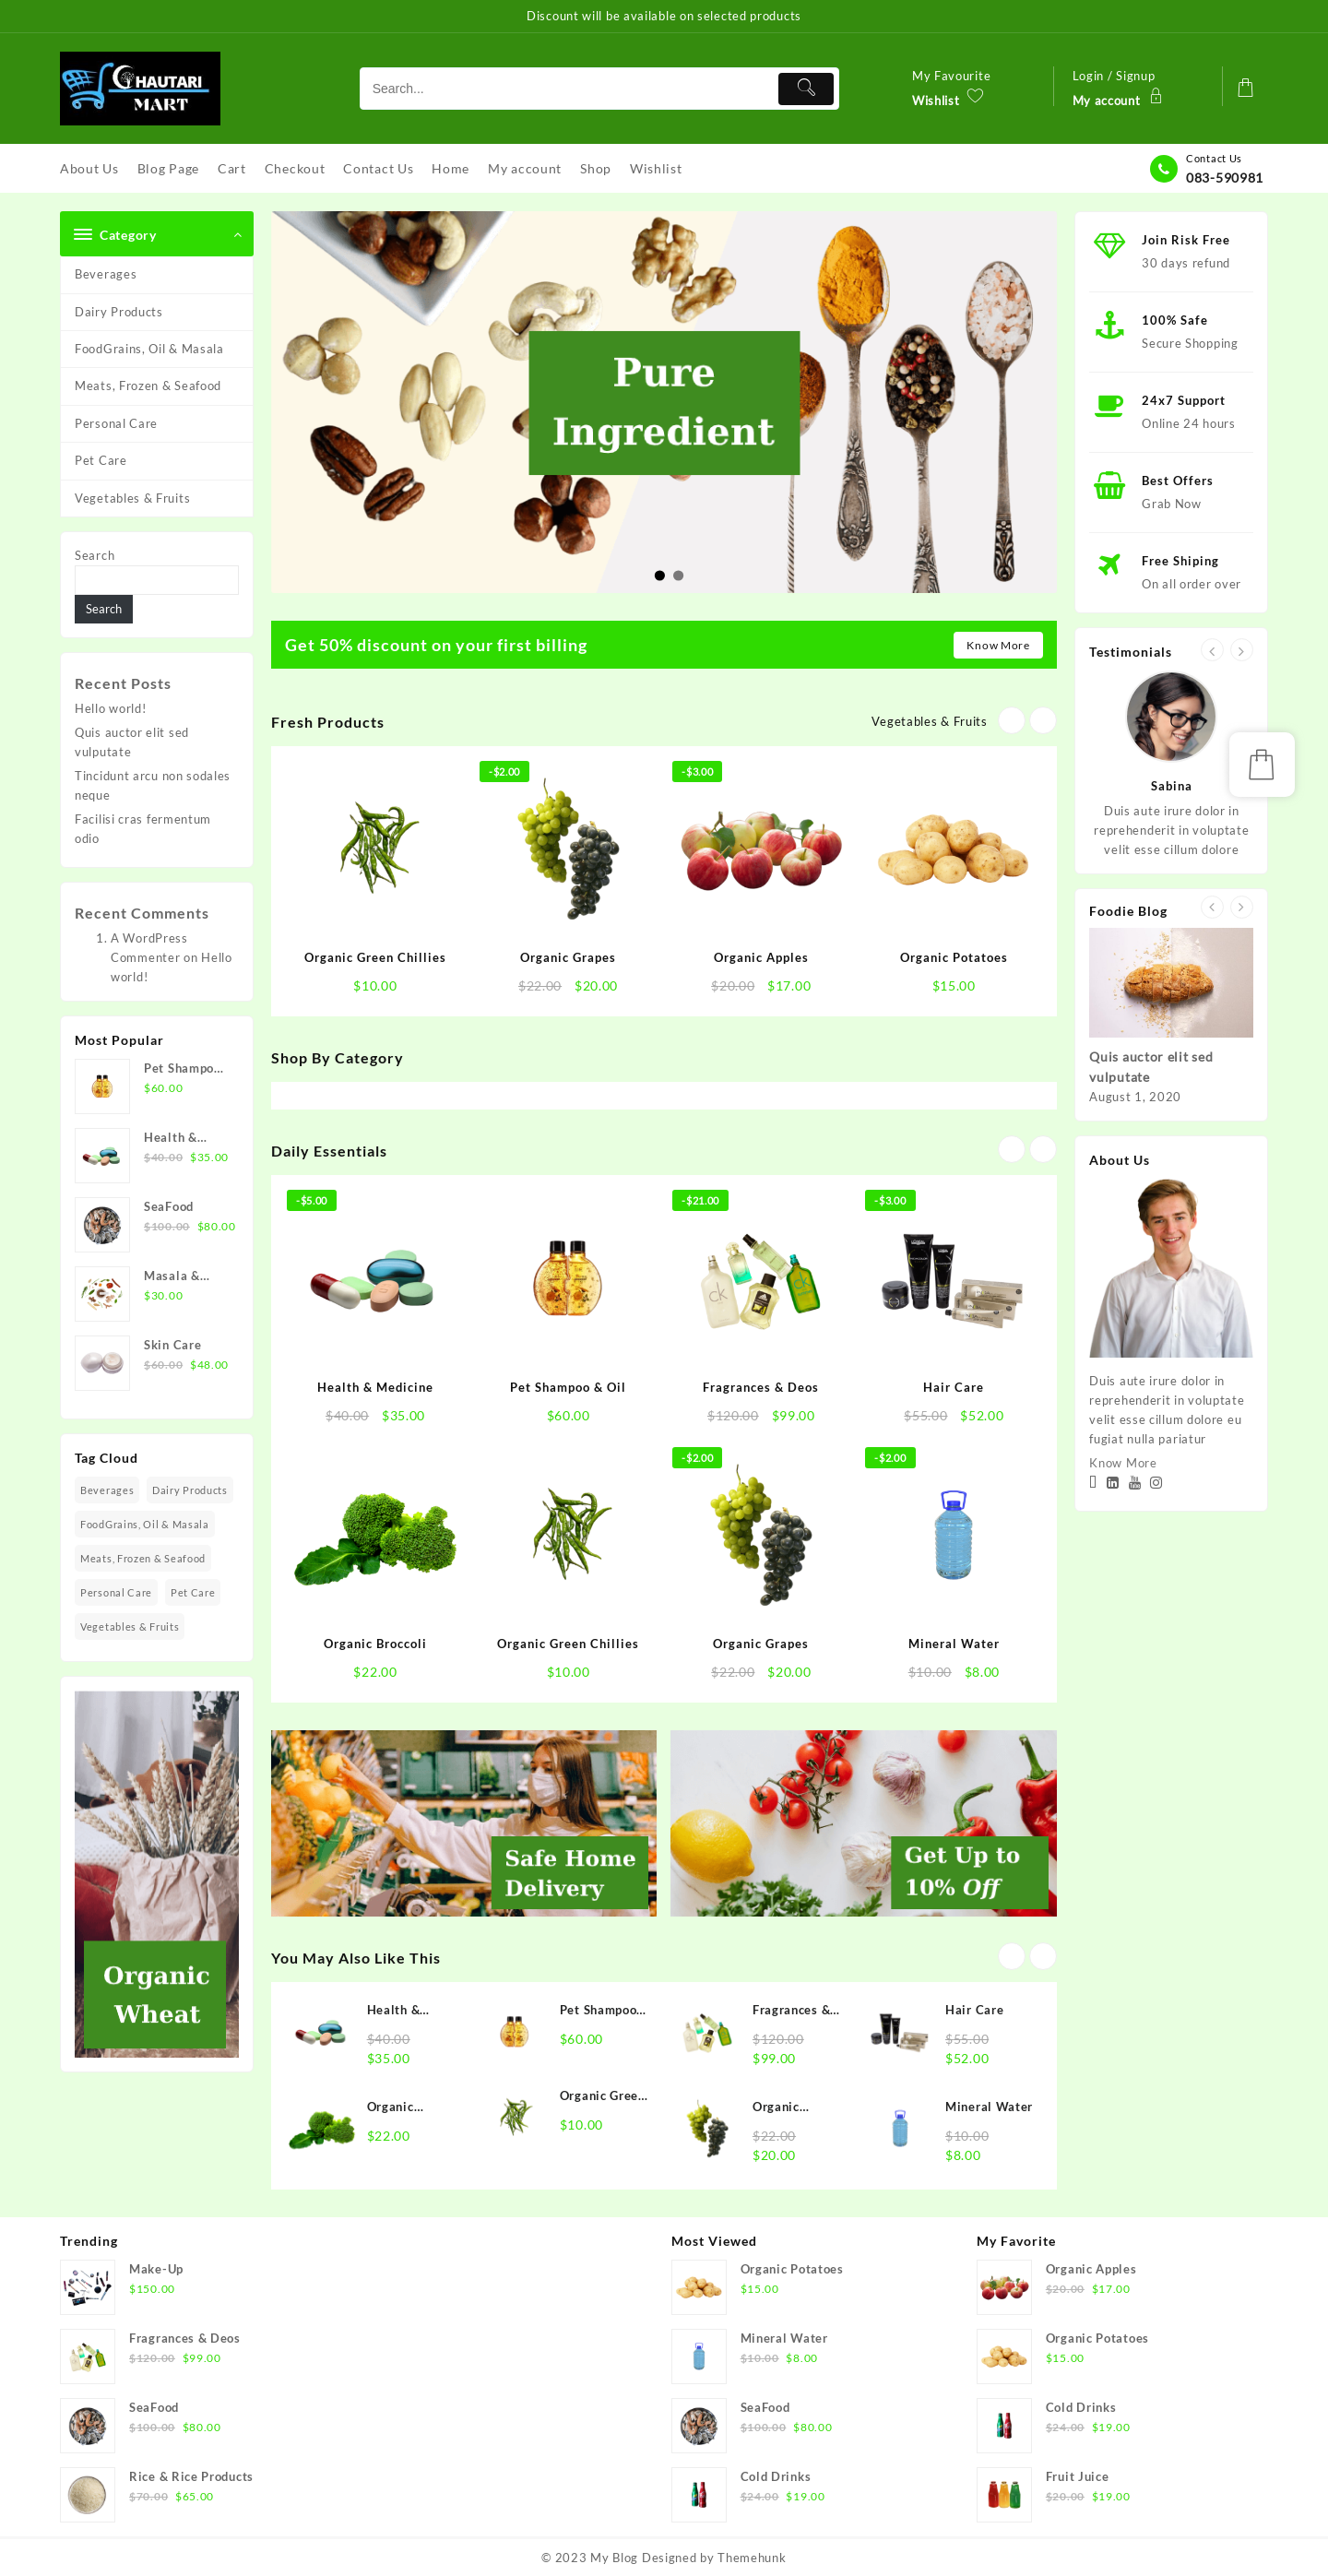 Discount will be available on selected products
CHAUTARI
MART
Search...
My Favourite
Wishlist
Login / Signup
My account
About Us Blog Page Cart Checkout Contact Us Home My account Shop Wishlist
Contact Us
083-590981
Category
Beverages
Dairy Products
FoodGrains, Oil & Masala
Meats, Frozen & Seafood
Personal Care
Pet Care
Vegetables & Fruits
Search
Search
Recent Posts
Hello world!
Quis auctor elit sed
vulputate
Tincidunt arcu non sodales
neque
Facilisi cras fermentum
odio
Recent Comments
1. A WordPress
Commenter on Hello
world!
Most Popular
Pet Shampo...
$60.00
Health &...
$40.00 $35.00
SeaFood
$100.00 $80.00
Masala &...
$30.00
Skin Care
$60.00 $48.00
Tag Cloud
Beverages Dairy Products
FoodGrains, Oil & Masala
Meats, Frozen & Seafood
Personal Care Pet Care
Vegetables & Fruits
Organic
Wheat
Pure
Ingredient
Get 50% discount on your first billing
Know More
Fresh Products
Vegetables & Fruits
-$2.00 -$3.00
Organic Green Chillies Organic Grapes Organic Apples Organic Potatoes
$10.00 $22.00 $20.00 $20.00 $17.00 $15.00
Shop By Category
Daily Essentials
-$5.00 -$21.00 -$3.00
Health & Medicine Pet Shampoo & Oil Fragrances & Deos Hair Care
$40.00 $35.00 $60.00 $120.00 $99.00 $55.00 $52.00
-$2.00 -$2.00
Organic Broccoli Organic Green Chillies Organic Grapes Mineral Water
$22.00 $10.00 $22.00 $20.00 $10.00 $8.00
Safe Home
Delivery
Get Up to
10% Off
You May Also Like This
Health &...
$40.00
$35.00
Pet Shampoo...
$60.00
Fragrances &...
$120.00
$99.00
Hair Care
$55.00
$52.00
Organic...
$22.00
Organic Gree...
$10.00
Organic...
$22.00
$20.00
Mineral Water
$10.00
$8.00
Join Risk Free
30 days refund
100% Safe
Secure Shopping
24x7 Support
Online 24 hours
Best Offers
Grab Now
Free Shiping
On all order over
Testimonials
Sabina
Duis aute irure dolor in
reprehenderit in voluptate
velit esse cillum dolore
Foodie Blog
Quis auctor elit sed
vulputate
August 1, 2020
About Us
Duis aute irure dolor in
reprehenderit in voluptate
velit esse cillum dolore eu
fugiat nulla pariatur
Know More
Trending
Make-Up
$150.00
Fragrances & Deos
$120.00 $99.00
SeaFood
$100.00 $80.00
Rice & Rice Products
$70.00 $65.00
Most Viewed
Organic Potatoes
$15.00
Mineral Water
$10.00 $8.00
SeaFood
$100.00 $80.00
Cold Drinks
$24.00 $19.00
My Favorite
Organic Apples
$20.00 $17.00
Organic Potatoes
$15.00
Cold Drinks
$24.00 $19.00
Fruit Juice
$20.00 $19.00
© 2023 My Blog Designed by Themehunk